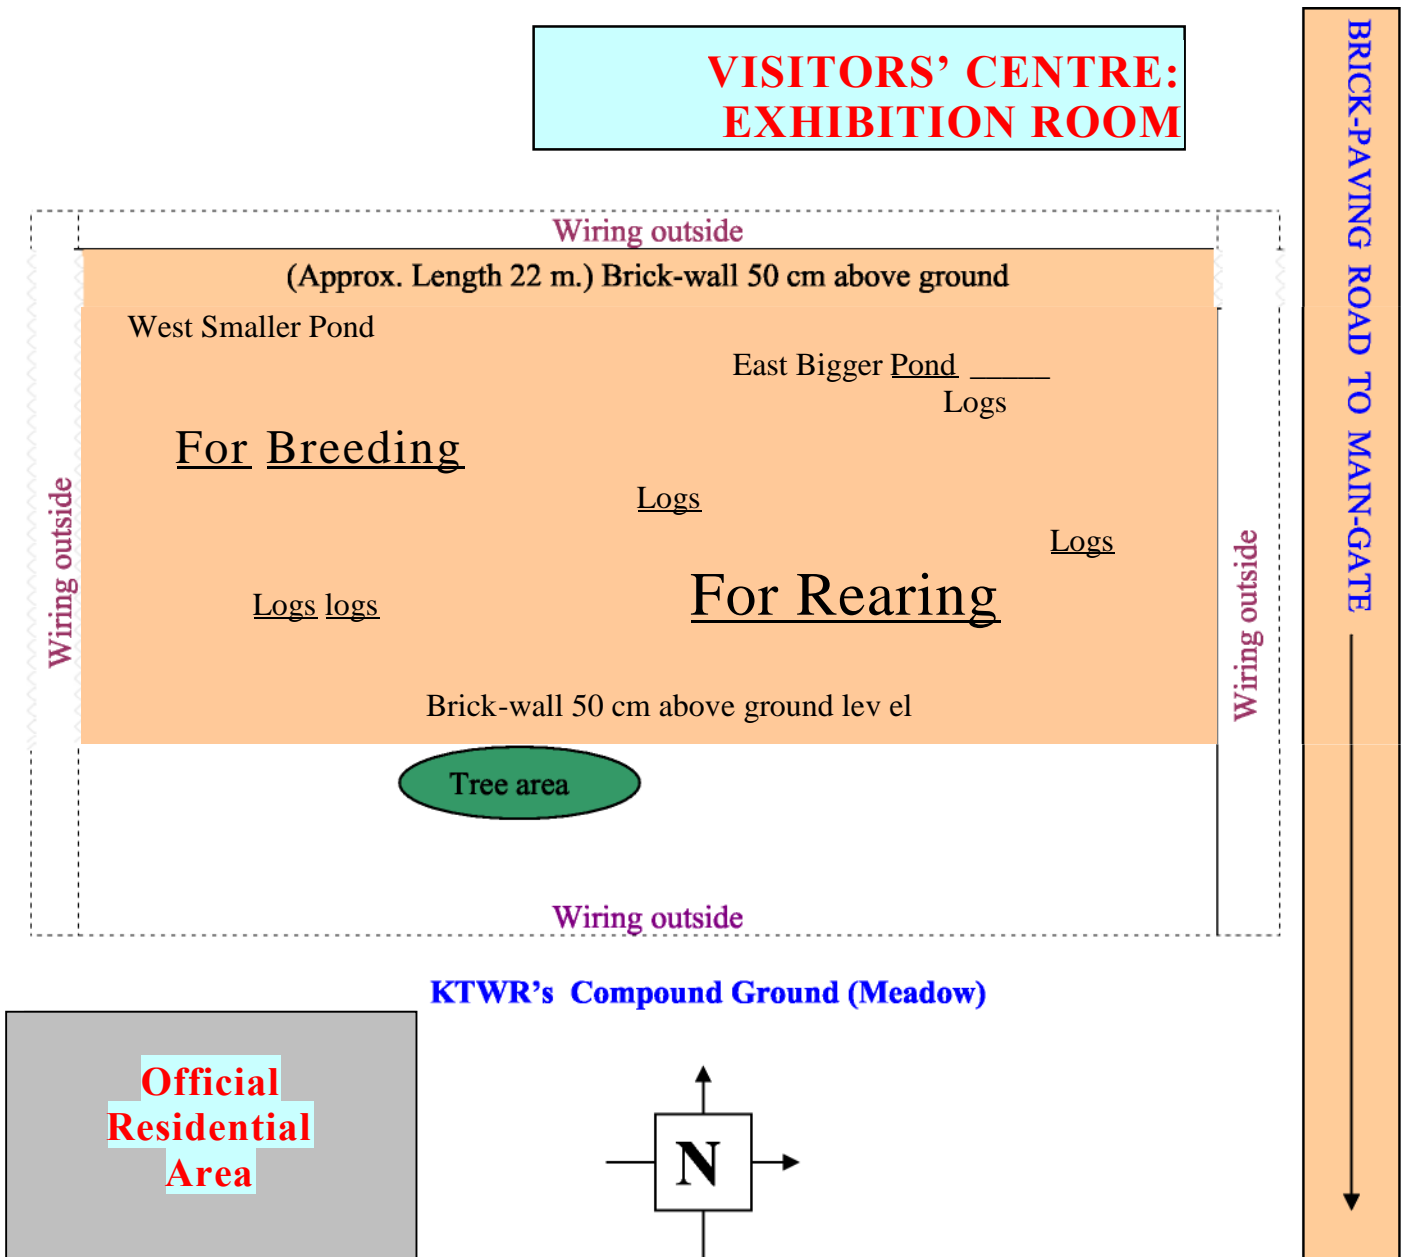 VISITORS’ CENTRE:
EXHIBITION ROOM
BRICK-PAVING ROAD TO MAIN-GATE
Wiring outside
(Approx. Length 22 m.) Brick-wall 50 cm above ground
West Smaller Pond
East Bigger Pond _____
Logs
For Breeding
Logs
Logs
For Rearing
Logs logs
Wiring outside
Wiring outside
Brick-wall 50 cm above ground lev el
Tree area
Wiring outside
KTWR’s Compound Ground (Meadow)
Official
Residential
Area
N